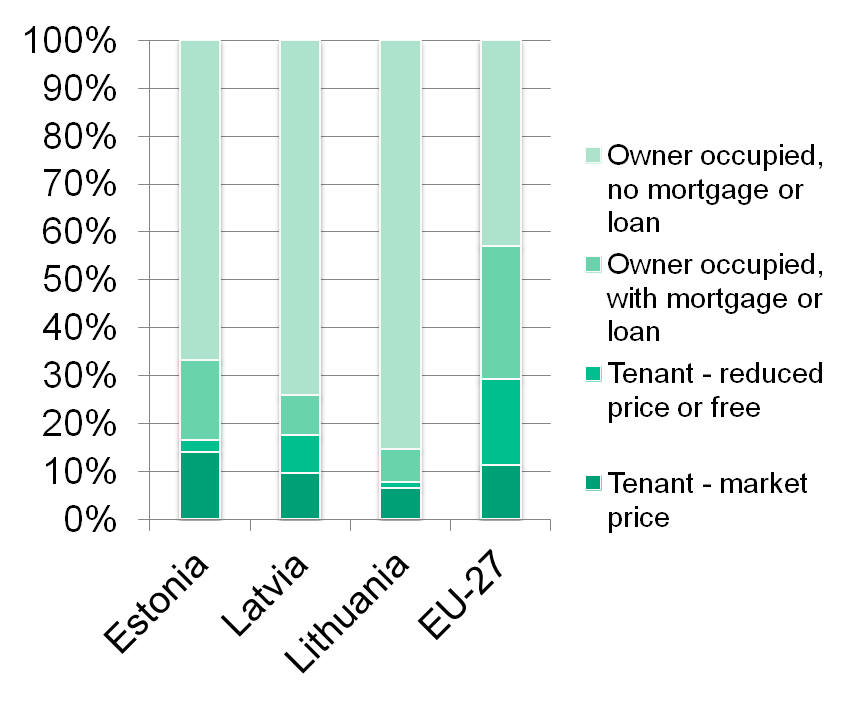 100%
90%
80%
70%
60%
50%
40%
30%
20%
10%
0%
Estonia
Latvia
Lithuania
EU-27
Owner occupied,
no mortgage or
loan
Owner occupied,
with mortgage or
loan
Tenant - reduced
price or free
Tenant - market
price